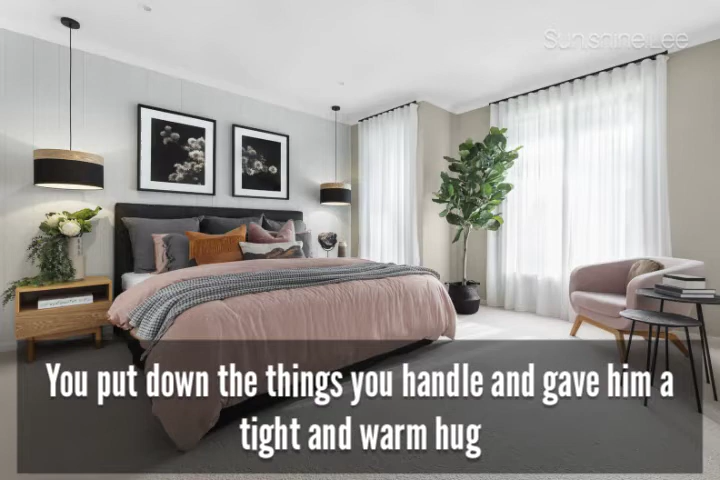 Sunshine Lee
You put down the things you handle and gave him a
tight and warm hug